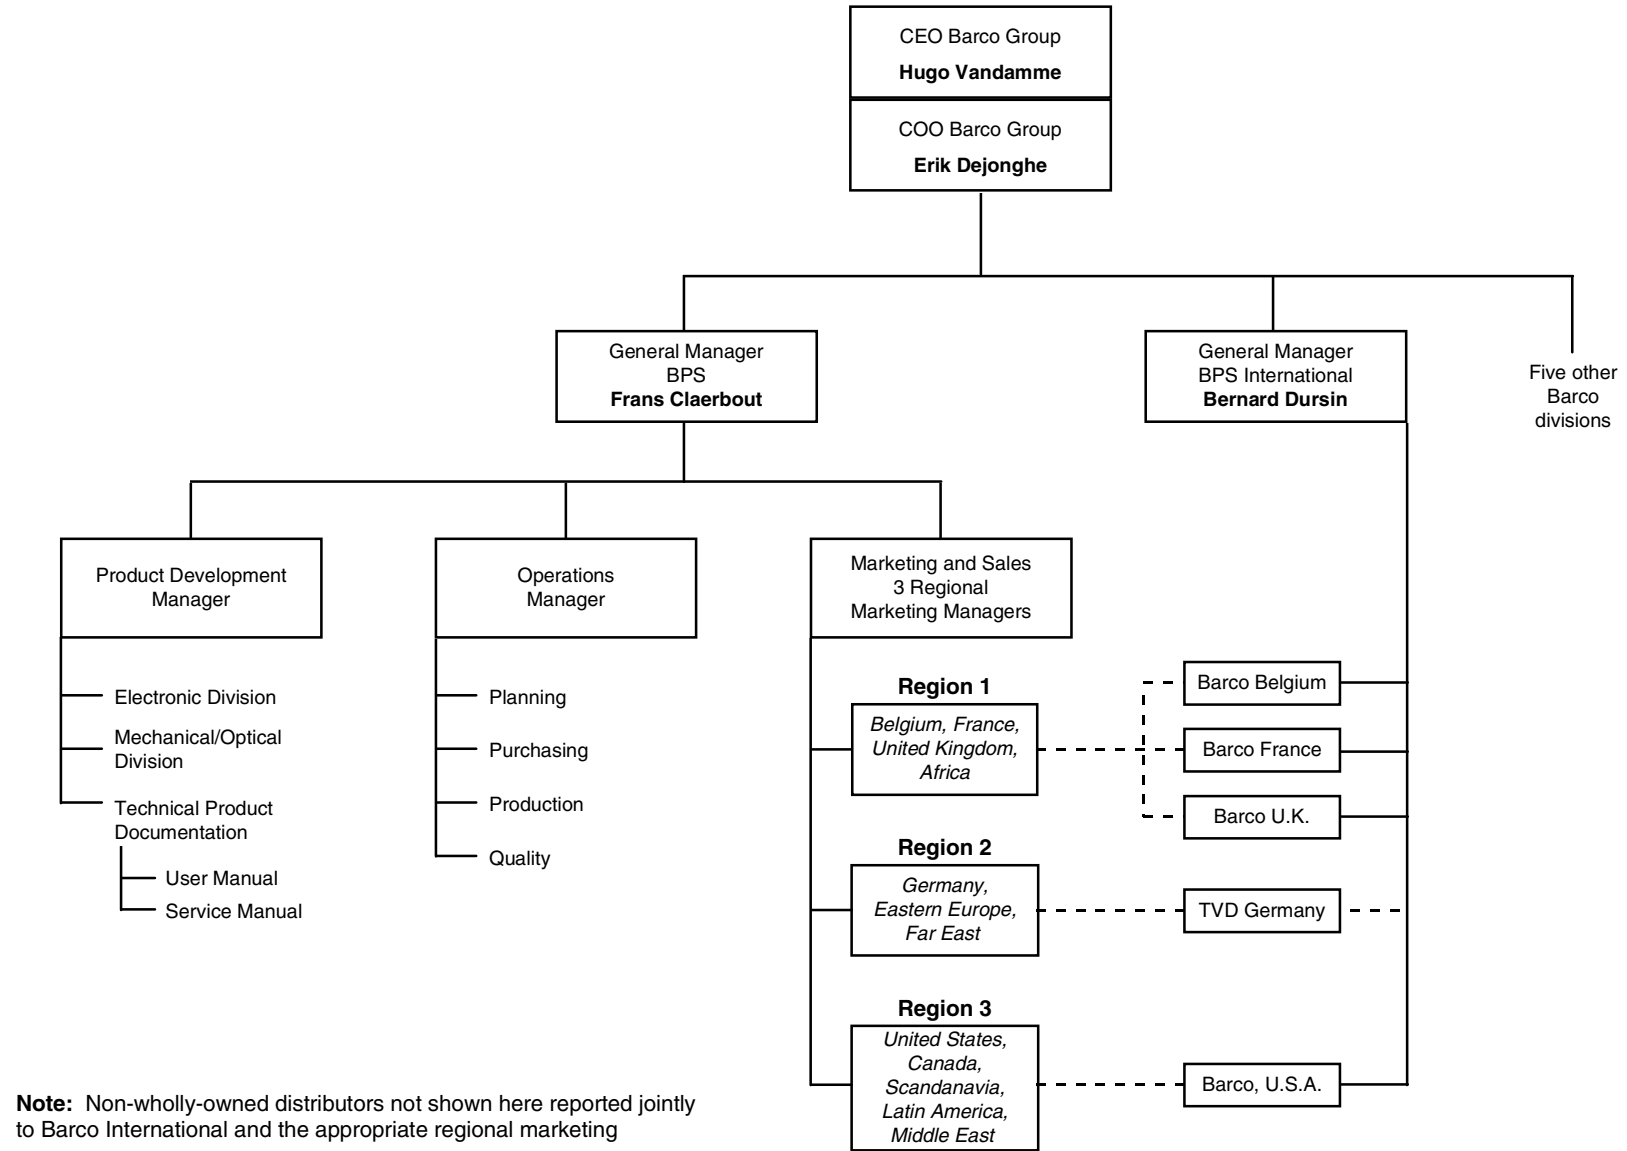 CEO Barco Group
Hugo Vandamme
COO Barco Group
Erik Dejonghe
General Manager
BPS
Frans Claerbout
General Manager
BPS International
Bernard Dursin
Five other
Barco
divisions
Product Development
Manager
Operations
Manager
Marketing and Sales
3 Regional
Marketing Managers
Electronic Division
Mechanical/Optical
Division
Technical Product
Documentation
User Manual
Service Manual
Planning
Purchasing
Production
Quality
Region 1
Belgium, France,
United Kingdom,
Africa
Barco Belgium
Barco France
Barco U.K.
Region 2
Germany,
Eastern Europe,
Far East
TVD Germany
Region 3
United States,
Canada,
Scandanavia,
Latin America,
Middle East
Barco, U.S.A.
Note: Non-wholly-owned distributors not shown here reported jointly
to Barco International and the appropriate regional marketing